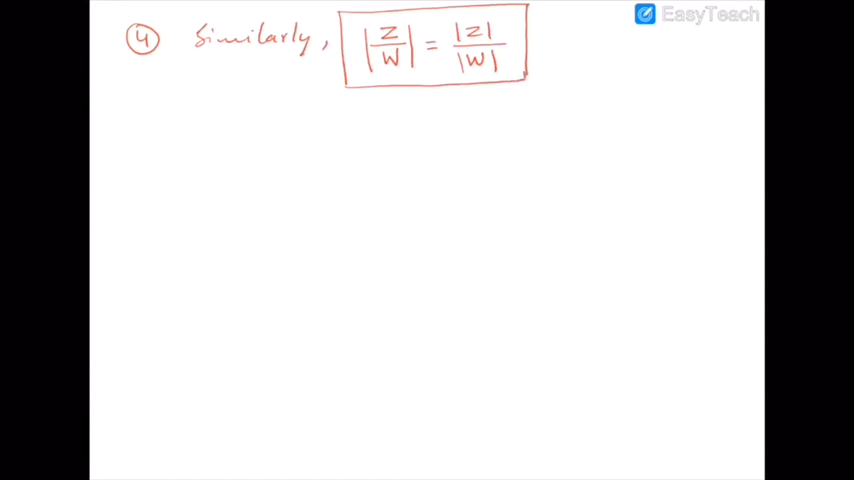 ④ Similarly, |Z/W| = |Z|/|W|
EasyTeach